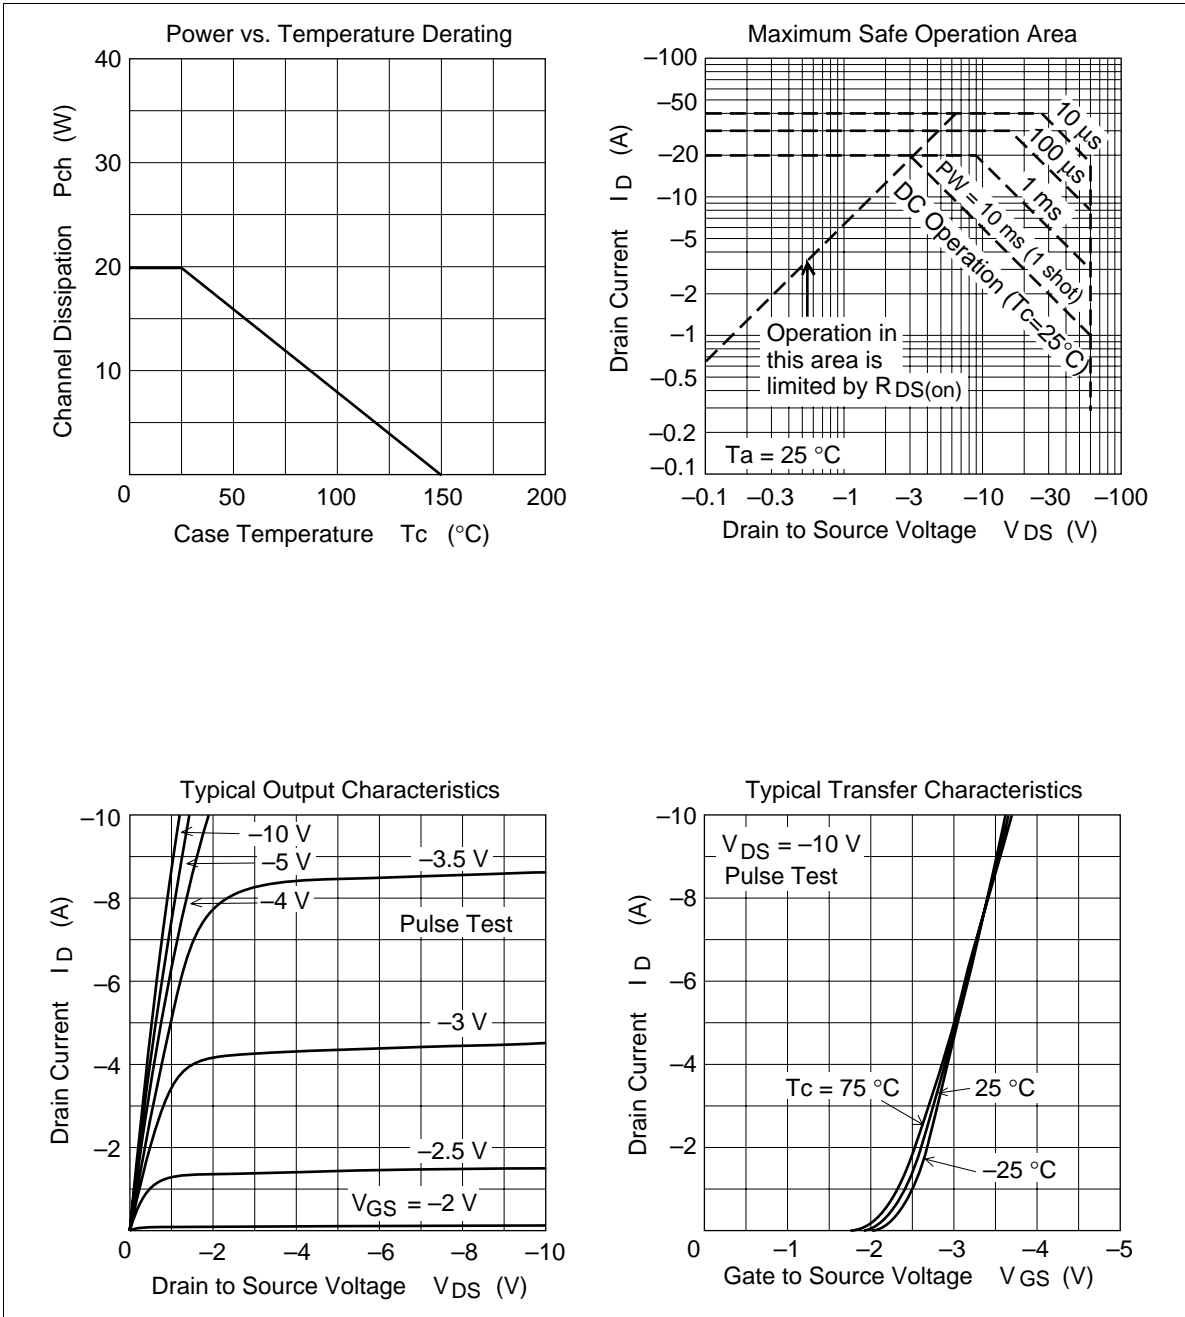 Power vs. Temperature Derating
40
30
20
10
0
50
100
150
200
Channel Dissipation Pch (W)
Case Temperature Tc (°C)
Maximum Safe Operation Area
–100
–50
–20
–10
–5
–2
–1
–0.5
–0.2
–0.1
–0.1 –0.3 –1 –3 –10 –30 –100
Drain Current I D (A)
Drain to Source Voltage V DS (V)
10 µs
100 µs
1 ms
PW = 10 ms (1 shot)
DC Operation (Tc=25°C)
Operation in
this area is
limited by R DS(on)
Ta = 25 °C
Typical Output Characteristics
–10
–8
–6
–4
–2
0 –2 –4 –6 –8 –10
Drain Current I D (A)
Drain to Source Voltage V DS (V)
–10 V
–5 V
–4 V
–3.5 V
Pulse Test
–3 V
–2.5 V
V GS = –2 V
Typical Transfer Characteristics
–10
–8
–6
–4
–2
0 –1 –2 –3 –4 –5
Drain Current I D (A)
Gate to Source Voltage V GS (V)
V DS = –10 V
Pulse Test
Tc = 75 °C
25 °C
–25 °C